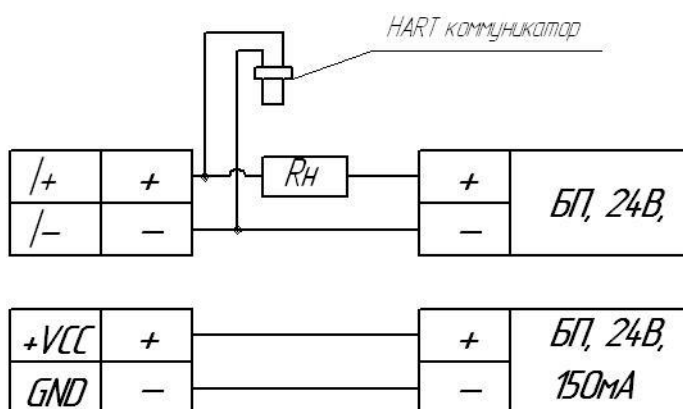 HART коммуникатор
I+ + Rн + БП, 24В,
I- - -
+VCC + + БП, 24В,
GND - - 150мА